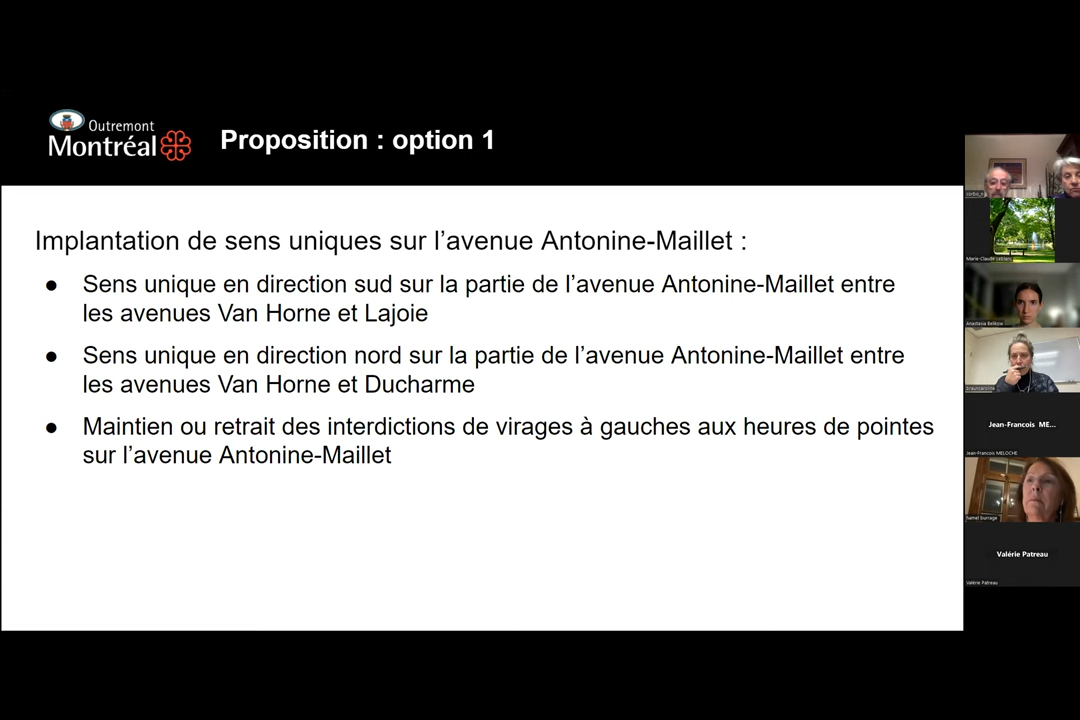 Outremont
Montréal
Proposition : option 1
Implantation de sens uniques sur l’avenue Antonine-Maillet :
● Sens unique en direction sud sur la partie de l’avenue Antonine-Maillet entre
les avenues Van Horne et Lajoie
● Sens unique en direction nord sur la partie de l’avenue Antonine-Maillet entre
les avenues Van Horne et Ducharme
● Maintien ou retrait des interdictions de virages à gauches aux heures de pointes
sur l’avenue Antonine-Maillet
Marie-Claude Leblanc
Jean-Francois ME...
Jean-Francois MELOCHE
hamel burrage
Valérie Patreau
Valérie Patreau